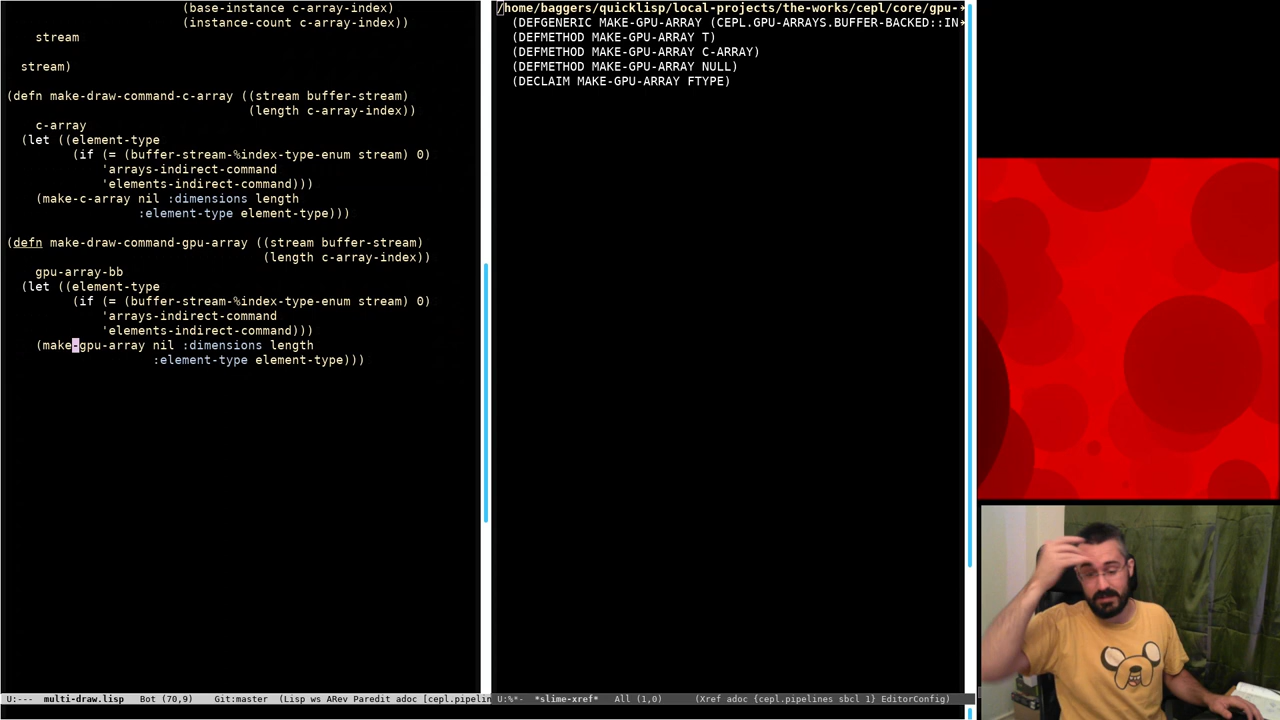 (base-instance c-array-index)
(instance-count c-array-index)
stream
stream)
(defn make-draw-command-c-array ((stream buffer-stream)
(length c-array-index))
c-array
(let ((element-type
(if (= (buffer-stream-%index-type-enum stream) 0)
'arrays-indirect-command
'elements-indirect-command)))
(make-c-array nil :dimensions length
:element-type element-type)))
(defn make-draw-command-gpu-array ((stream buffer-stream)
(length c-array-index))
gpu-array-bb
(let ((element-type
(if (= (buffer-stream-%index-type-enum stream) 0)
'arrays-indirect-command
'elements-indirect-command)))
(make-gpu-array nil :dimensions length
:element-type element-type)))
U:--- multi-draw.lisp Bot (70,9) Git:master (Lisp ws ARev Paredit adoc [cepl.pipelin
/home/baggers/quicklisp/local-projects/the-works/cepl/core/gpu-
(DEFGENERIC MAKE-GPU-ARRAY (CEPL.GPU-ARRAYS.BUFFER-BACKED::IN
(DEFMETHOD MAKE-GPU-ARRAY T)
(DEFMETHOD MAKE-GPU-ARRAY C-ARRAY)
(DEFMETHOD MAKE-GPU-ARRAY NULL)
(DECLAIM MAKE-GPU-ARRAY FTYPE)
U:%*- *slime-xref* All (1,0) (Xref adoc {cepl.pipelines sbcl 1} EditorConfig)